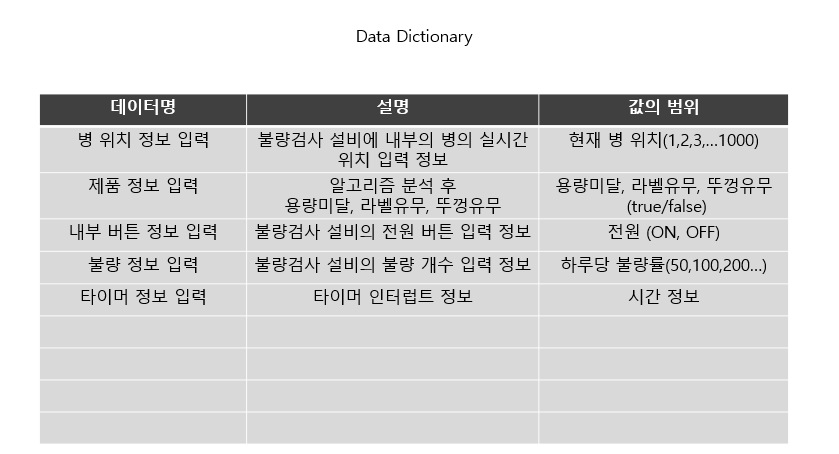 Data Dictionary
데이터명 설명 값의 범위
병 위치 정보 입력 불량검사 설비에 내부의 병의 실시간 위치 입력 정보 현재 병 위치(1,2,3,...1000)
제품 정보 입력 알고리즘 분석 후 용량미달, 라벨유무, 뚜껑유무 용량미달, 라벨유무, 뚜껑유무 (true/false)
내부 버튼 정보 입력 불량검사 설비의 전원 버튼 입력 정보 전원 (ON, OFF)
불량 정보 입력 불량검사 설비의 불량 개수 입력 정보 하루당 불량률(50,100,200...)
타이머 정보 입력 타이머 인터럽트 정보 시간 정보